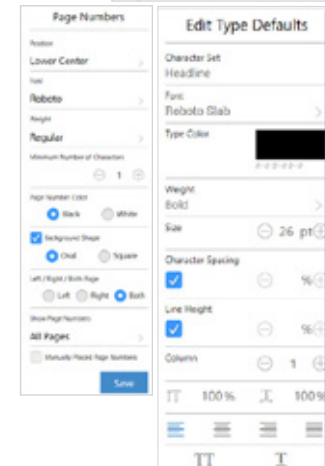 Page Numbers
Position
Lower Center
Font
Roboto
Weight
Regular
Minimum Number of Characters
1
Page Number Color
Black White
Background Shape
Oval Square
Left / Right / Both Page
Left Right Both
Show Page Numbers
All Pages
Manually Placed Page Numbers
Save
Edit Type Defaults
Character Set
Headline
Font
Roboto Slab
Type Color
Weight
Bold
Size
26 pt
Character Spacing
%
Line Height
%
Column
1
TT 100% T, 100%
TT T